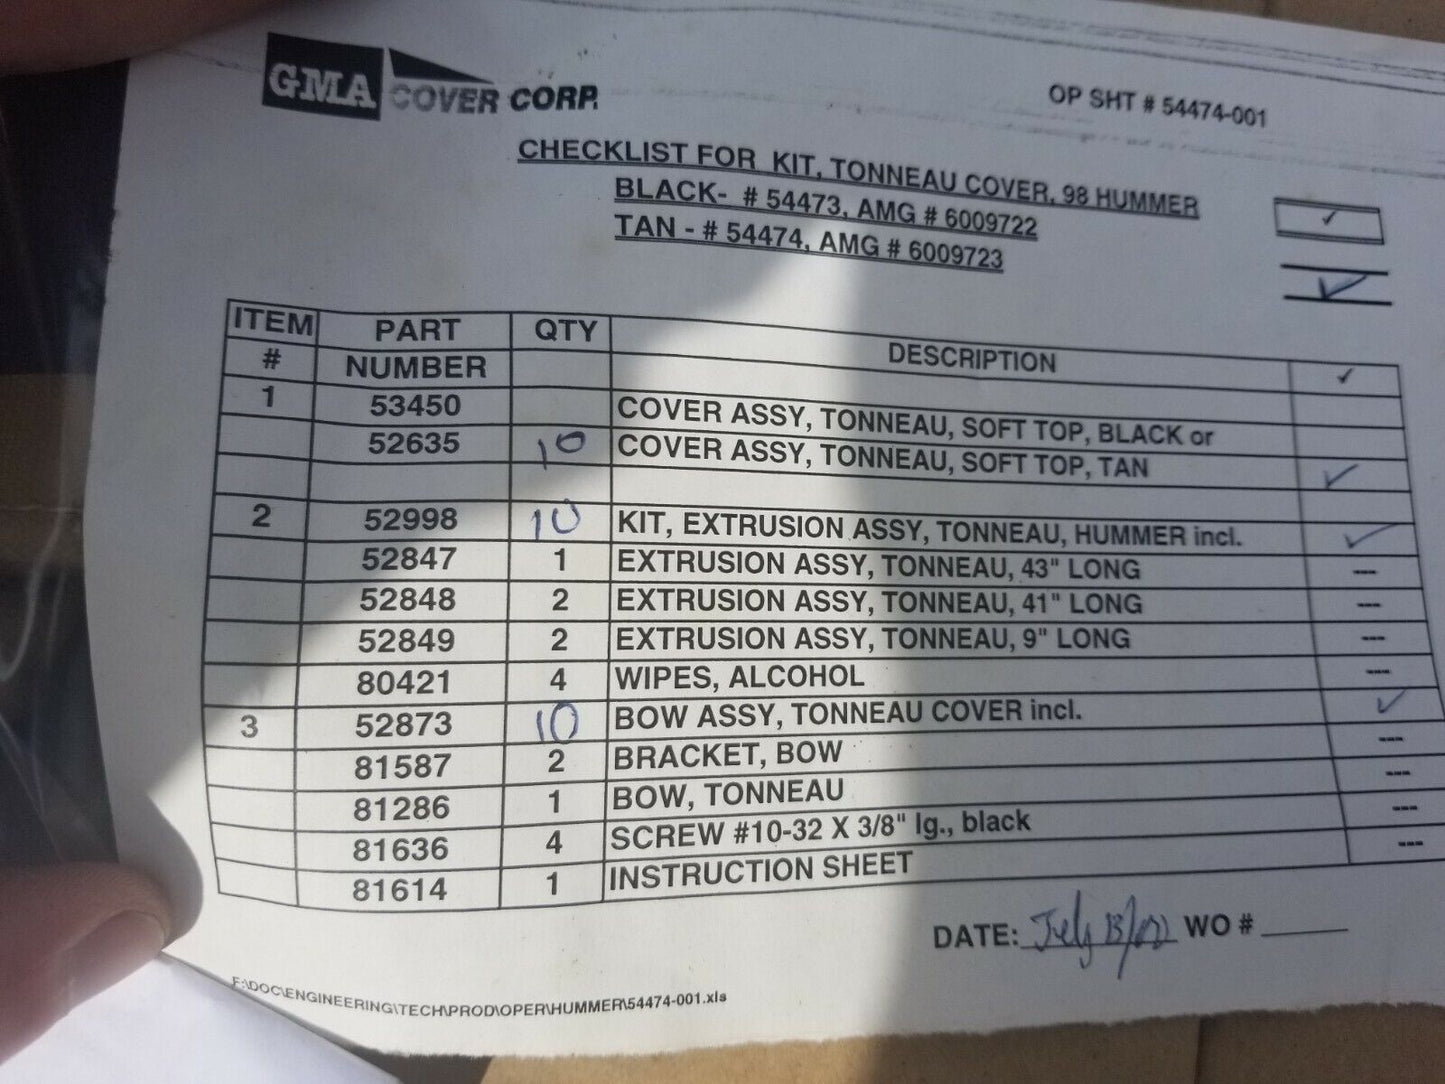 GMA COVER CORP.
OP SHT # 54474-001
CHECKLIST FOR KIT, TONNEAU COVER, 98 HUMMER
BLACK- # 54473, AMG # 6009722 ✓
TAN - # 54474, AMG # 6009723 ✓
ITEM # PART NUMBER QTY DESCRIPTION ✓
1 53450 COVER ASSY, TONNEAU, SOFT TOP, BLACK or
52635 10 COVER ASSY, TONNEAU, SOFT TOP, TAN ✓
2 52998 10 KIT, EXTRUSION ASSY, TONNEAU, HUMMER incl. ✓
52847 1 EXTRUSION ASSY, TONNEAU, 43" LONG ---
52848 2 EXTRUSION ASSY, TONNEAU, 41" LONG ---
52849 2 EXTRUSION ASSY, TONNEAU, 9" LONG ---
80421 4 WIPES, ALCOHOL ---
3 52873 10 BOW ASSY, TONNEAU COVER incl. ✓
81587 2 BRACKET, BOW ---
81286 1 BOW, TONNEAU ---
81636 4 SCREW #10-32 X 3/8" lg., black ---
81614 1 INSTRUCTION SHEET ---
DATE: July 13/ WO #
F:\DOC\ENGINEERING\TECH\PROD\OPER\HUMMER\54474-001.xls